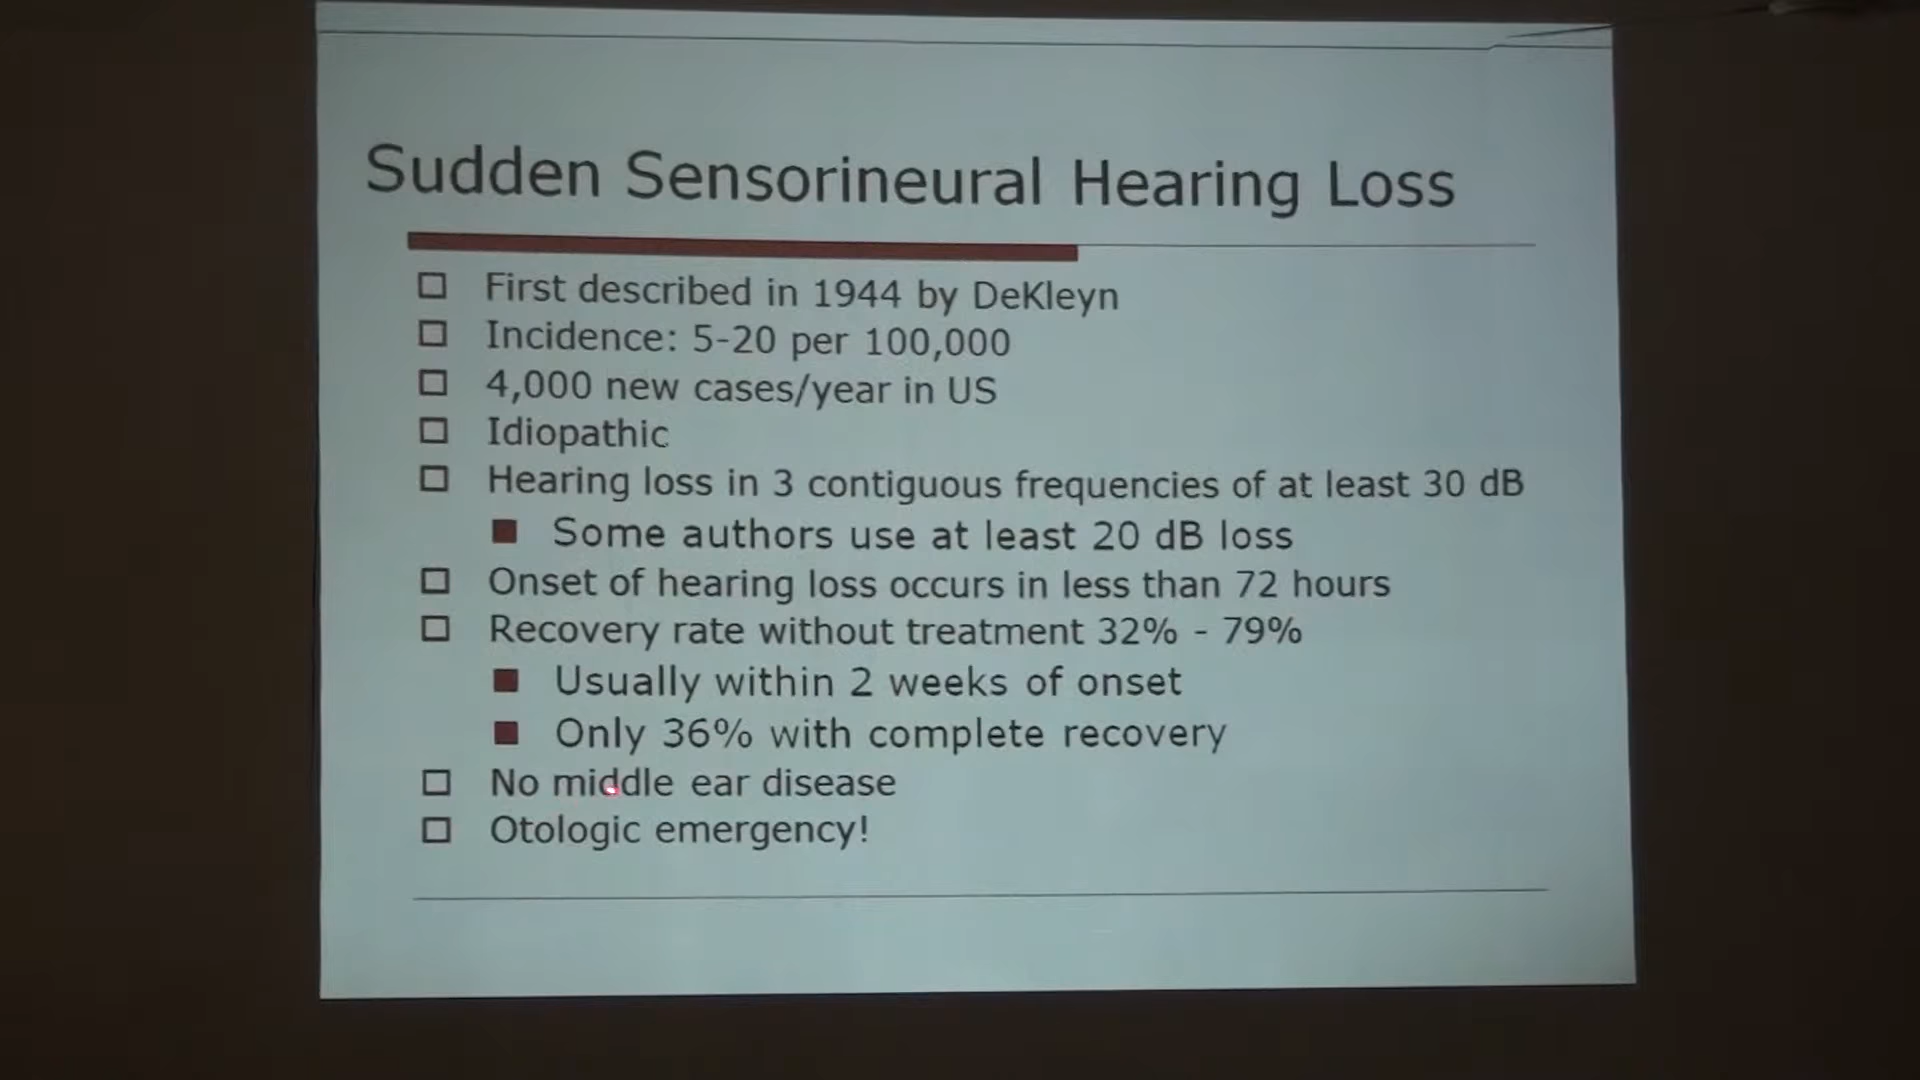 Sudden Sensorineural Hearing Loss
First described in 1944 by DeKleyn
Incidence: 5-20 per 100,000
4,000 new cases/year in US
Idiopathic
Hearing loss in 3 contiguous frequencies of at least 30 dB
Some authors use at least 20 dB loss
Onset of hearing loss occurs in less than 72 hours
Recovery rate without treatment 32% - 79%
Usually within 2 weeks of onset
Only 36% with complete recovery
No middle ear disease
Otologic emergency!